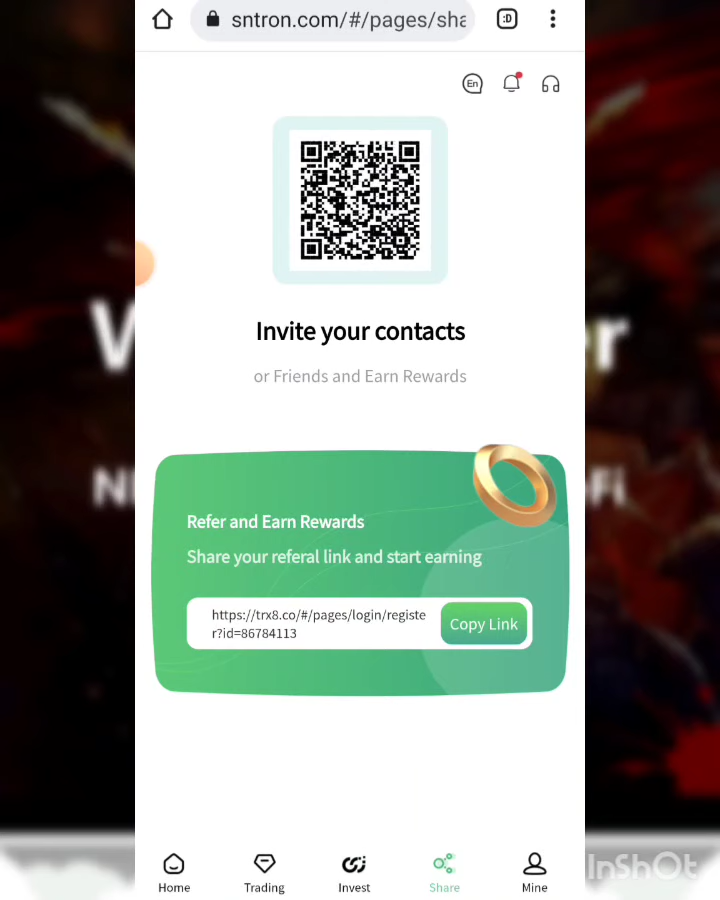 sntron.com/#/pages/sha
:D
En
Invite your contacts
or Friends and Earn Rewards
Refer and Earn Rewards
Share your referal link and start earning
https://trx8.co/#/pages/login/registe
r?id=86784113
Copy Link
Home
Trading
Invest
Share
Mine
InShOt